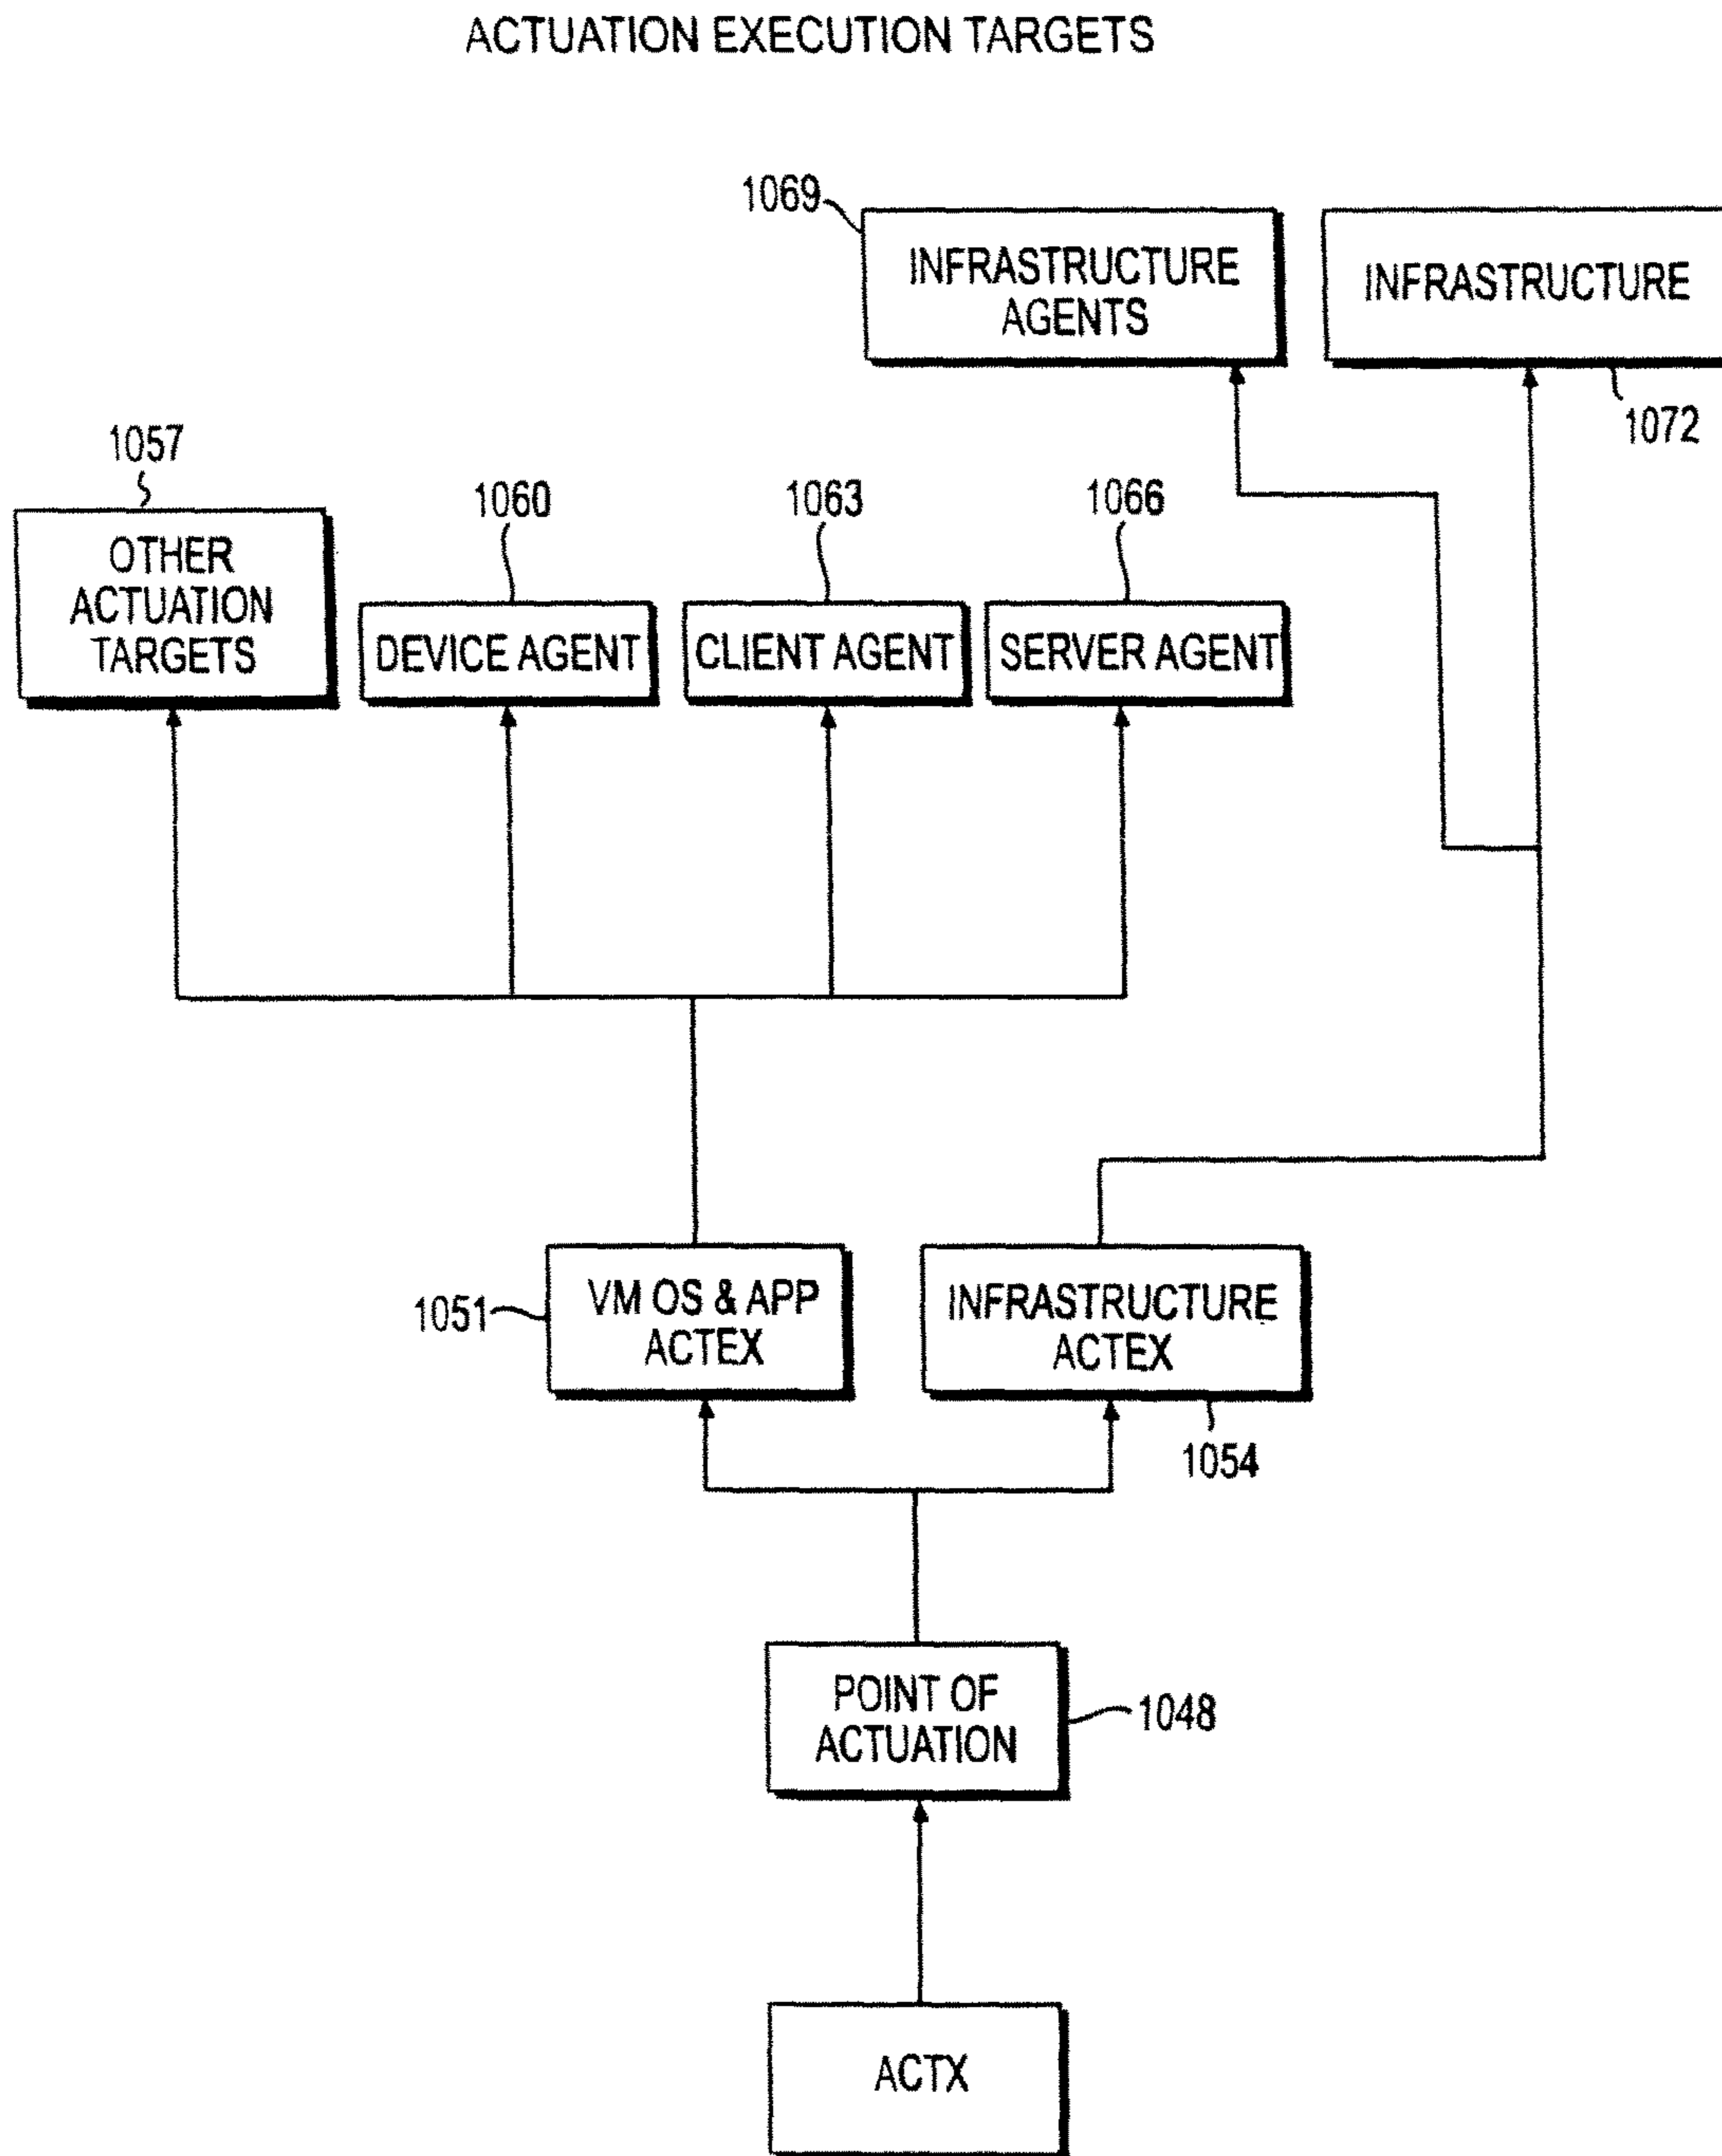 ACTUATION EXECUTION TARGETS
1069
INFRASTRUCTURE
AGENTS
INFRASTRUCTURE
1072
1057
OTHER
ACTUATION
TARGETS
1060
DEVICE AGENT
1063
CLIENT AGENT
1066
SERVER AGENT
1051
VM OS & APP
ACTEX
INFRASTRUCTURE
ACTEX
1054
POINT OF
ACTUATION
1048
ACTX